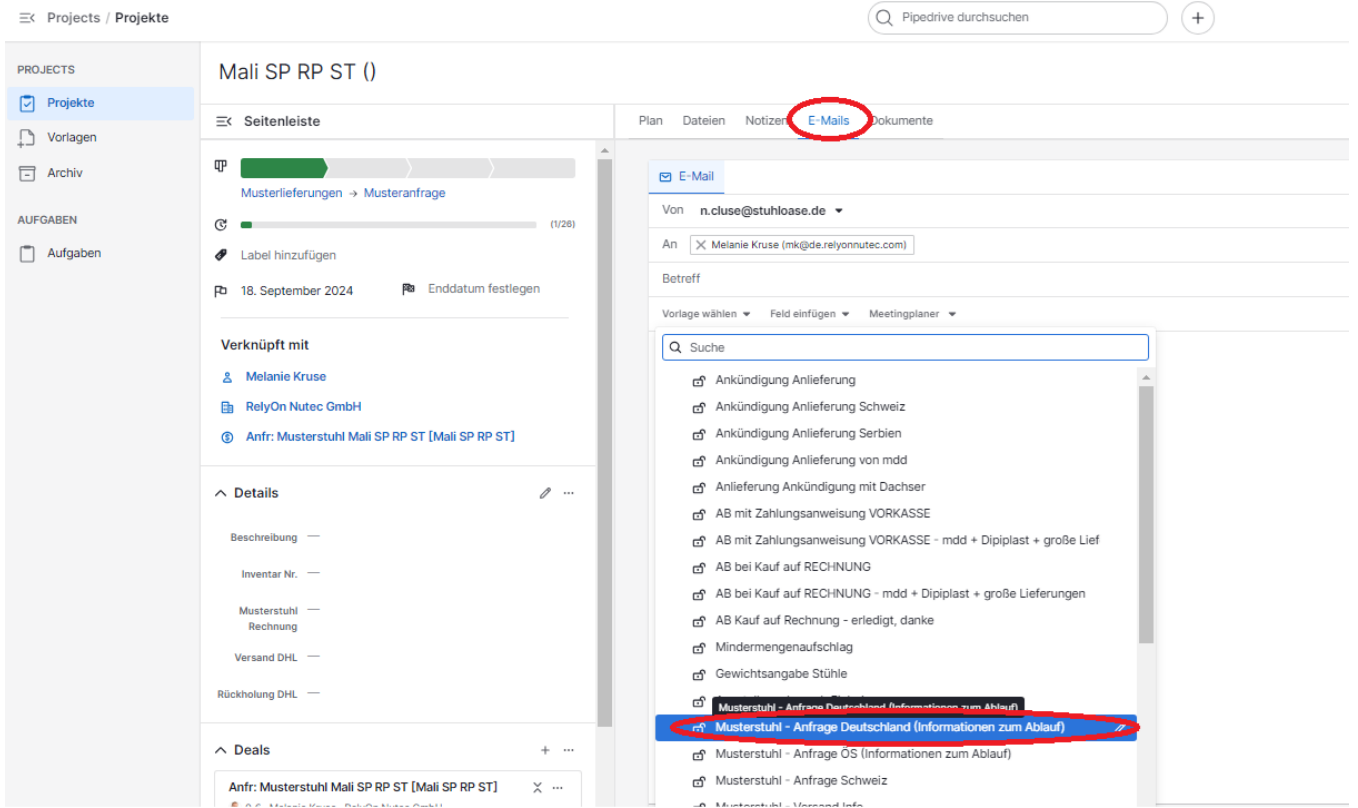 Projects / Projekte
Pipedrive durchsuchen
PROJECTS
Projekte
Vorlagen
Archiv
AUFGABEN
Aufgaben
Mali SP RP ST ()
Seitenleiste
Musterlieferungen → Musteranfrage
(1/26)
Label hinzufügen
18. September 2024
Enddatum festlegen
Verknüpft mit
Melanie Kruse
RelyOn Nutec GmbH
Anfr: Musterstuhl Mali SP RP ST [Mali SP RP ST]
Details
Beschreibung —
Inventar Nr. —
Musterstuhl —
Rechnung
Versand DHL —
Rückholung DHL —
Deals
Anfr: Musterstuhl Mali SP RP ST [Mali SP RP ST]
Melanie Kruse
RelyOn Nutec GmbH
Plan
Dateien
Notizen
E-Mails
Dokumente
E-Mail
Von n.cluse@stuhloase.de
An Melanie Kruse (mk@de.relyonnutec.com)
Betreff
Vorlage wählen
Feld einfügen
Meetingplaner
Suche
Ankündigung Anlieferung
Ankündigung Anlieferung Schweiz
Ankündigung Anlieferung Serbien
Ankündigung Anlieferung von mdd
Anlieferung Ankündigung mit Dachser
AB mit Zahlungsanweisung VORKASSE
AB mit Zahlungsanweisung VORKASSE - mdd + Dipiplast + große Lief
AB bei Kauf auf RECHNUNG
AB bei Kauf auf RECHNUNG - mdd + Dipiplast + große Lieferungen
AB Kauf auf Rechnung - erledigt, danke
Mindermengenaufschlag
Gewichtsangabe Stühle
Musterstuhl - Anfrage Deutschland (Informationen zum Ablauf)
Musterstuhl - Anfrage Deutschland (Informationen zum Ablauf)
Musterstuhl - Anfrage ÖS (Informationen zum Ablauf)
Musterstuhl - Anfrage Schweiz
Musterstuhl - Versand Info